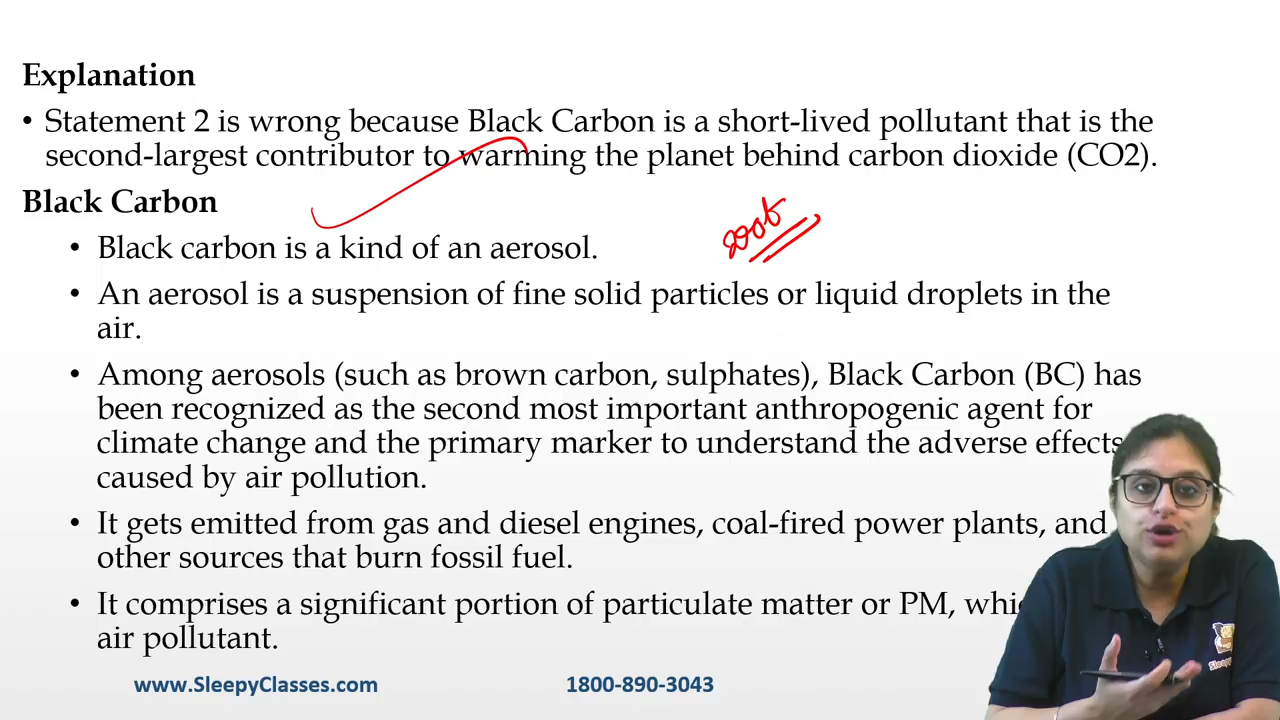 Explanation
• Statement 2 is wrong because Black Carbon is a short-lived pollutant that is the
second-largest contributor to warming the planet behind carbon dioxide (CO2).
Black Carbon
• Black carbon is a kind of an aerosol.
• An aerosol is a suspension of fine solid particles or liquid droplets in the
air.
• Among aerosols (such as brown carbon, sulphates), Black Carbon (BC) has
been recognized as the second most important anthropogenic agent for
climate change and the primary marker to understand the adverse effects
caused by air pollution.
• It gets emitted from gas and diesel engines, coal-fired power plants, and
other sources that burn fossil fuel.
• It comprises a significant portion of particulate matter or PM,
air pollutant.
www.SleepyClasses.com
1800-890-3043